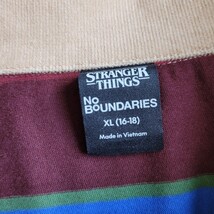 STRANGER
THINGS
NO
BOUNDARIES
XL (16-18)
Made in Vietnam